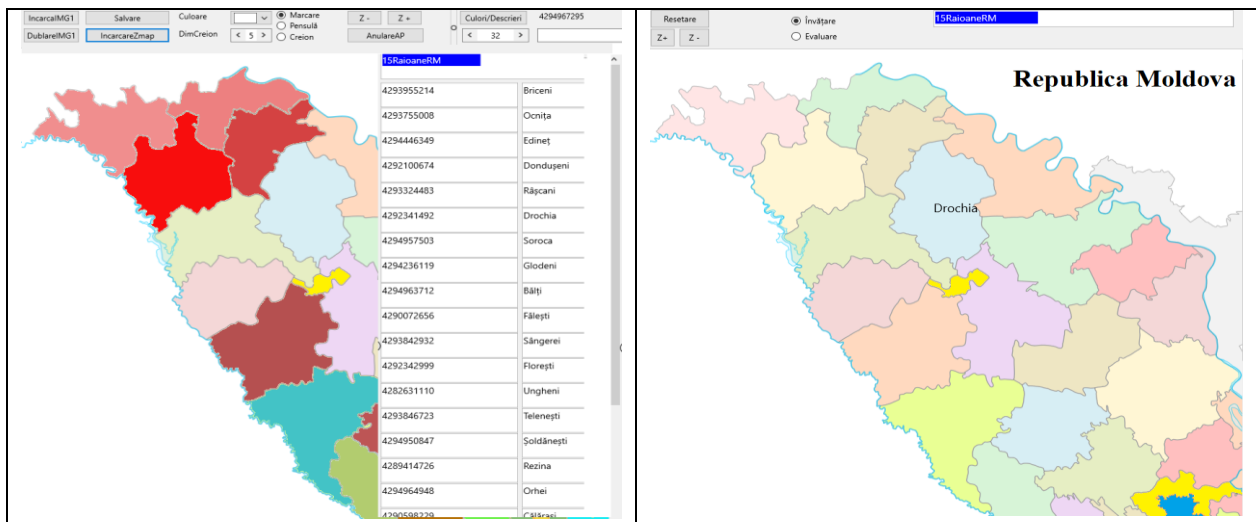 IncarcaIMG1 Salvare Culoare Marcare Z - Z + Culori/Descrieri 4294967295
Pensulă
DublareIMG1 IncarcareZmap DimCreion < 5 > Creion AnulareAP < 32 >
15RaioaneRM
4293955214 Briceni
4293755008 Ocnița
4294446349 Edineț
4292100674 Dondușeni
4293324483 Râșcani
4292341492 Drochia
4294957503 Soroca
4294236119 Glodeni
4294963712 Bălți
4290072656 Fălești
4293842932 Sângerei
4292342999 Florești
4282631110 Ungheni
4293846723 Telenești
4294950847 Șoldănești
4289414726 Rezina
4294964948 Orhei
4290598229 Călărași
Resetare Învățare 15RaioaneRM
Z+ Z - Evaluare
Republica Moldova
Drochia